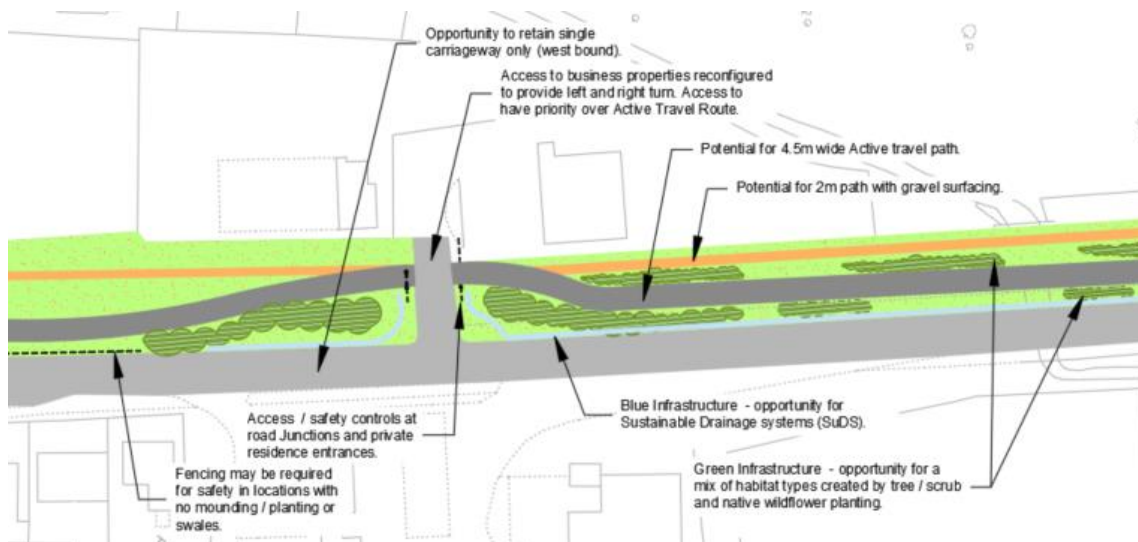 Opportunity to retain single
carriageway only (west bound).
Access to business properties reconfigured
to provide left and right turn. Access to
have priority over Active Travel Route.
Potential for 4.5m wide Active travel path.
Potential for 2m path with gravel surfacing.
Access / safety controls at
road Junctions and private
residence entrances.
Fencing may be required
for safety in locations with
no mounding / planting or
swales.
Blue Infrastructure - opportunity for
Sustainable Drainage systems (SuDS).
Green Infrastructure - opportunity for a
mix of habitat types created by tree / scrub
and native wildflower planting.